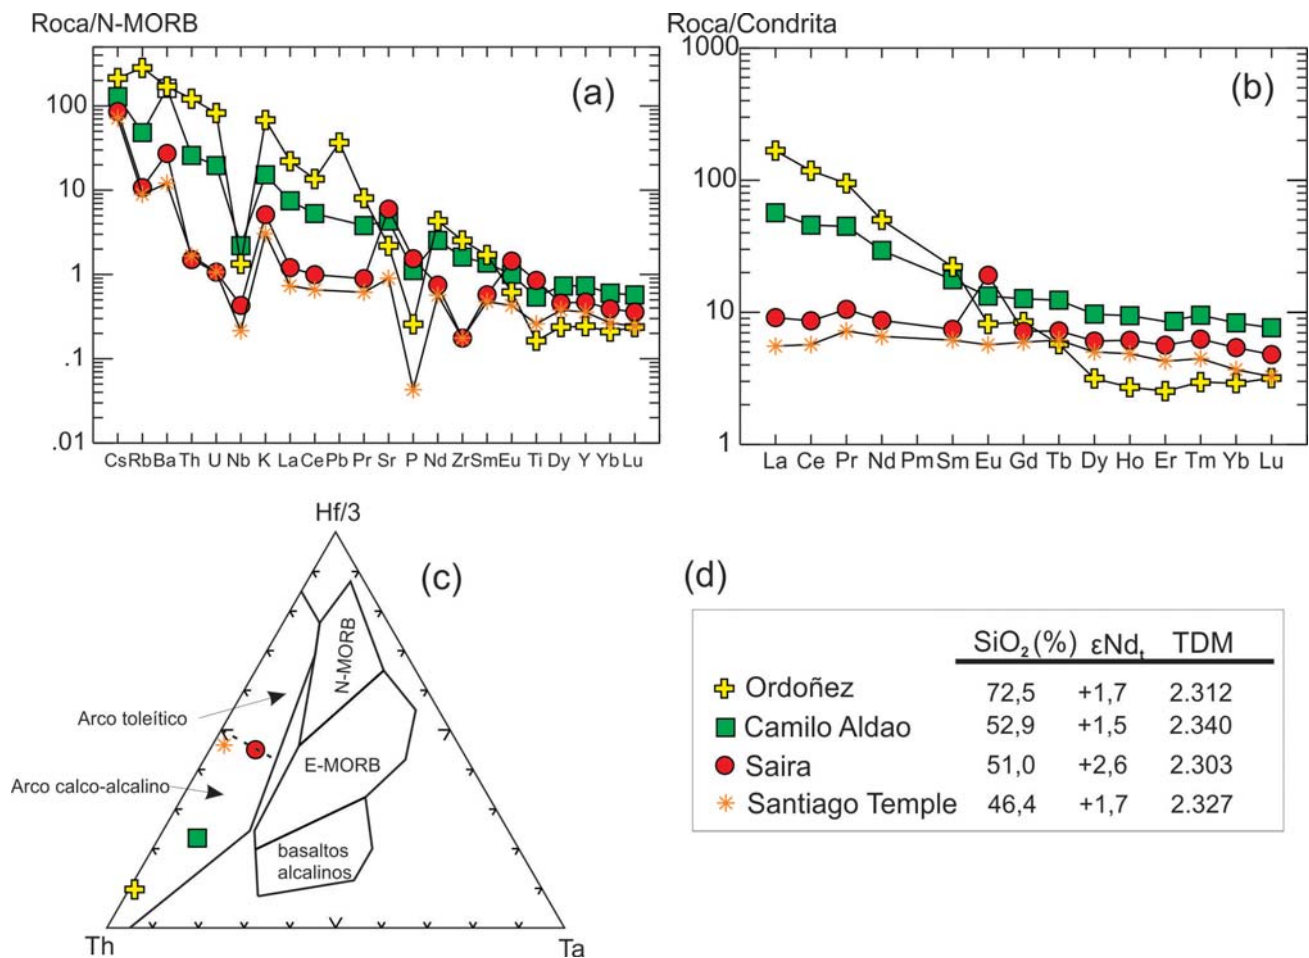 Roca/N-MORB
(a)
100
10
1
.1
.01
Cs Rb Ba Th U Nb K La Ce Pb Pr Sr P Nd Zr Sm Eu Ti Dy Y Yb Lu
Roca/Condrita
(b)
1000
100
10
1
La Ce Pr Nd Pm Sm Eu Gd Tb Dy Ho Er Tm Yb Lu
Hf/3
(c)
N-MORB
Arco toleítico
E-MORB
Arco calco-alcalino
basaltos
alcalinos
Th
Ta
(d)
SiO₂(%) εNdₜ TDM
Ordoñez 72,5 +1,7 2.312
Camilo Aldao 52,9 +1,5 2.340
Saira 51,0 +2,6 2.303
Santiago Temple 46,4 +1,7 2.327